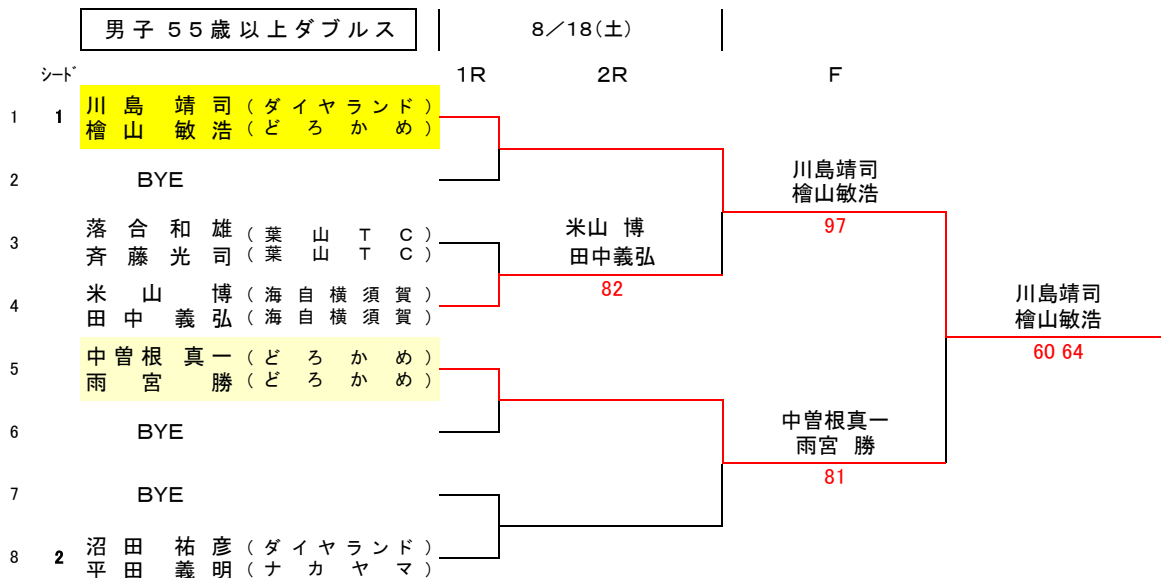 男子55歳以上ダブルス 8/18(土)
シード 1R 2R F
1 1 川島 靖司 (ダイヤランド)
檜山 敏浩 (どろかめ)
2 BYE
川島靖司
檜山敏浩
97
3 落合和雄 (葉山TC)
斉藤光司 (葉山TC)
米山 博
田中義弘
82
4 米山 博 (海自横須賀)
田中 義弘 (海自横須賀)
川島靖司
檜山敏浩
60 64
5 中曽根 真一 (どろかめ)
雨宮 勝 (どろかめ)
6 BYE
中曽根真一
雨宮 勝
81
7 BYE
8 2 沼田 祐彦 (ダイヤランド)
平田 義明 (ナカヤマ)